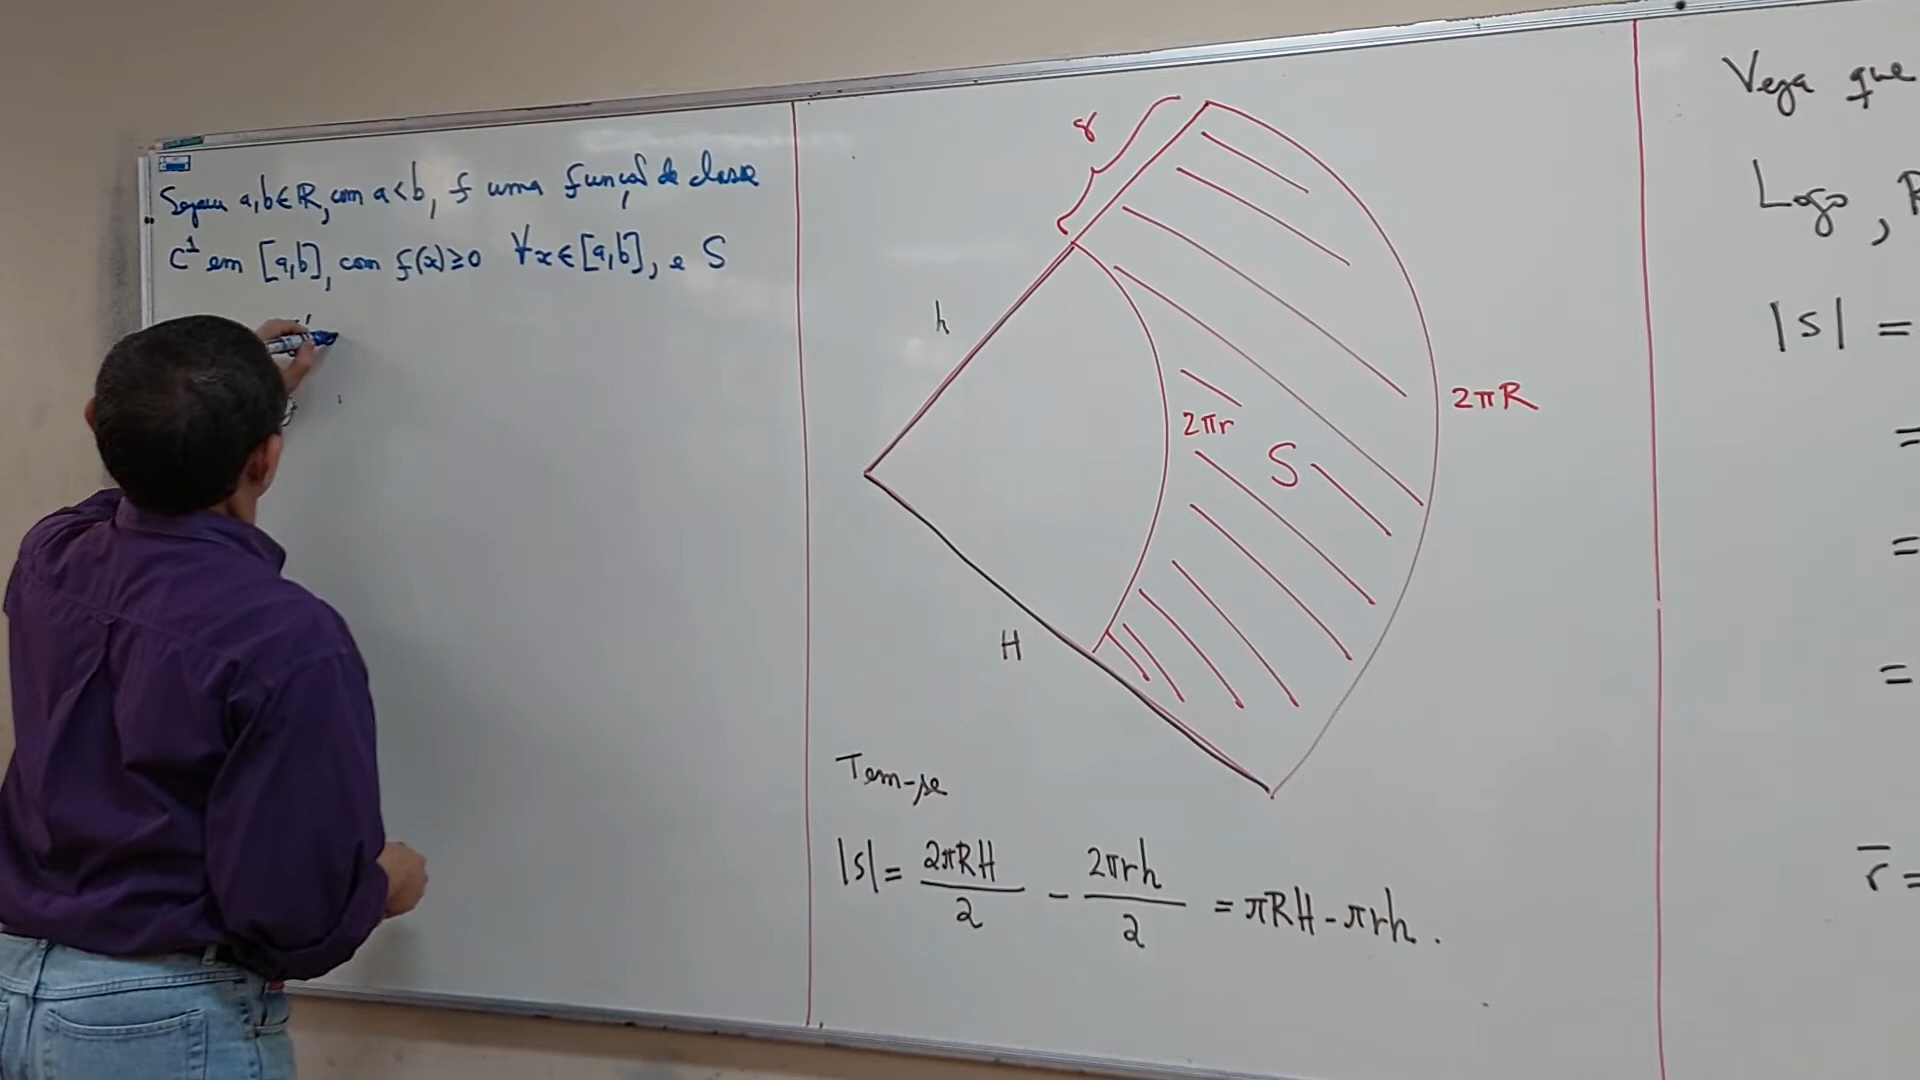 Sejam a,b∈ℝ, com a<b, f uma função de classe
C¹ em [a,b], com f(x)≥0 ∀x∈[a,b], e S
γ
h
2πr
S
2πR
H
Tem-se
|S| = 2πRH/2 - 2πrh/2 = πRH - πrh.
Veja que
Logo,
|S| =
=
=
=
r̄ =